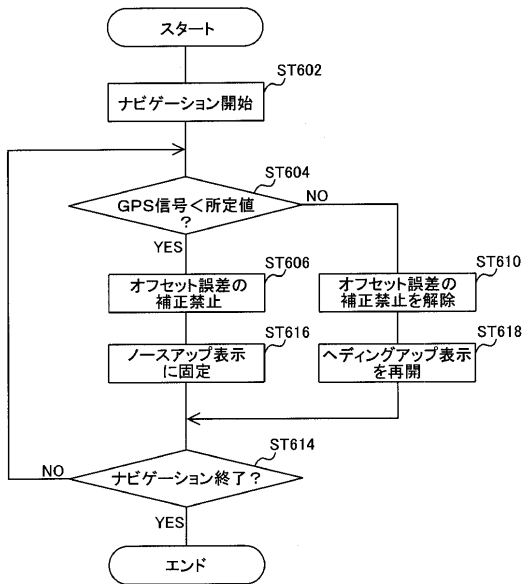 スタート
ST602
ナビゲーション開始
ST604
GPS信号<所定値
?
NO
YES
ST606
オフセット誤差の
補正禁止
ST610
オフセット誤差の
補正禁止を解除
ST616
ノースアップ表示
に固定
ST618
ヘディングアップ表示
を再開
ST614
ナビゲーション終了?
NO
YES
エンド